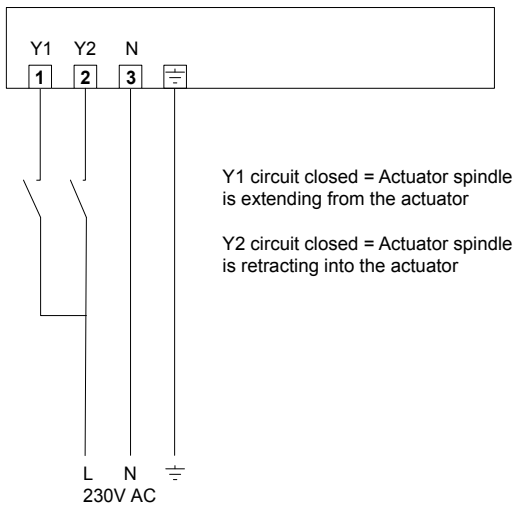 Y1 Y2 N
1 2 3
Y1 circuit closed = Actuator spindle
is extending from the actuator
Y2 circuit closed = Actuator spindle
is retracting into the actuator
L N
230V AC